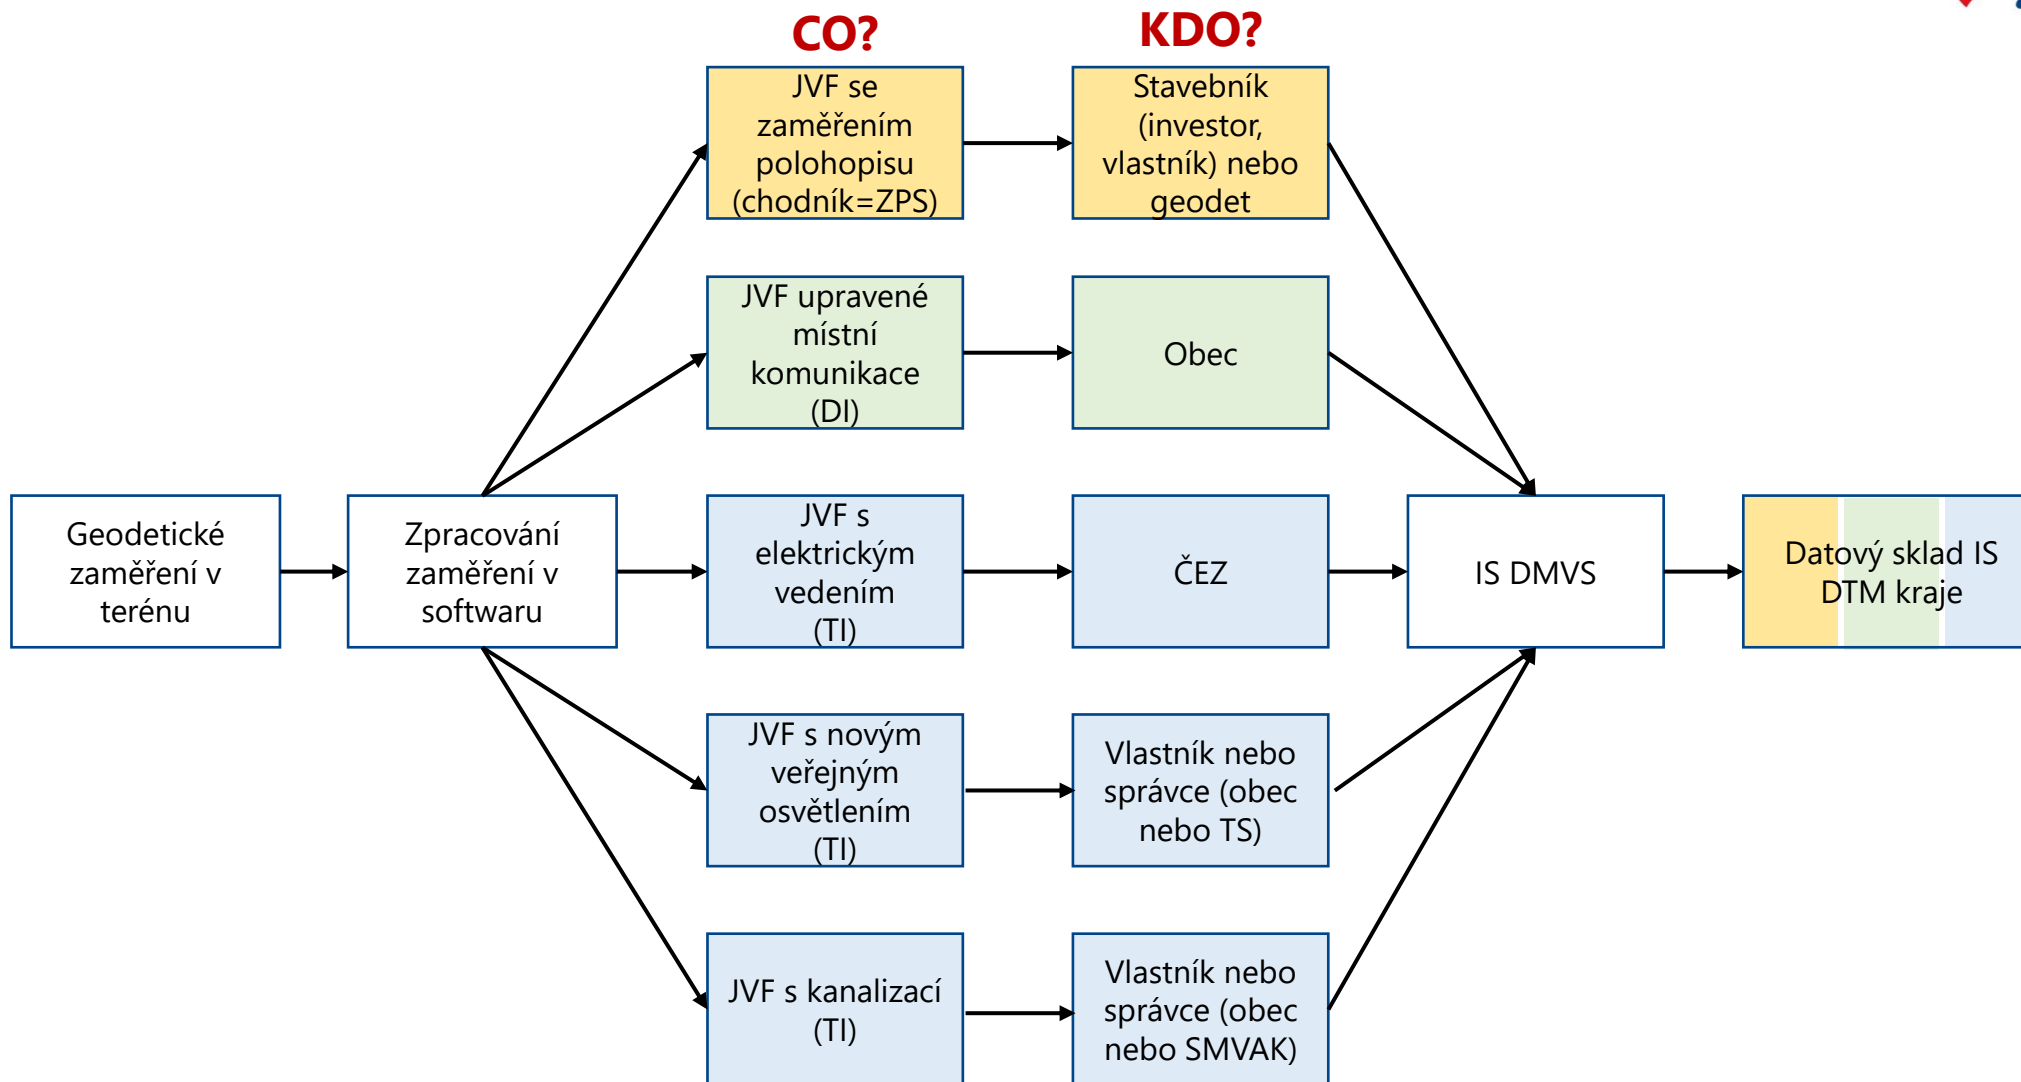 CO?
KDO?
JVF se
zaměřením
polohopisu
(chodník=ZPS)
Stavebník
(investor,
vlastník) nebo
geodet
JVF upravené
místní
komunikace
(DI)
Obec
Geodetické
zaměření v
terénu
Zpracování
zaměření v
softwaru
JVF s
elektrickým
vedením
(TI)
ČEZ
IS DMVS
Datový sklad IS
DTM kraje
JVF s novým
veřejným
osvětlením
(TI)
Vlastník nebo
správce (obec
nebo TS)
JVF s kanalizací
(TI)
Vlastník nebo
správce (obec
nebo SMVAK)